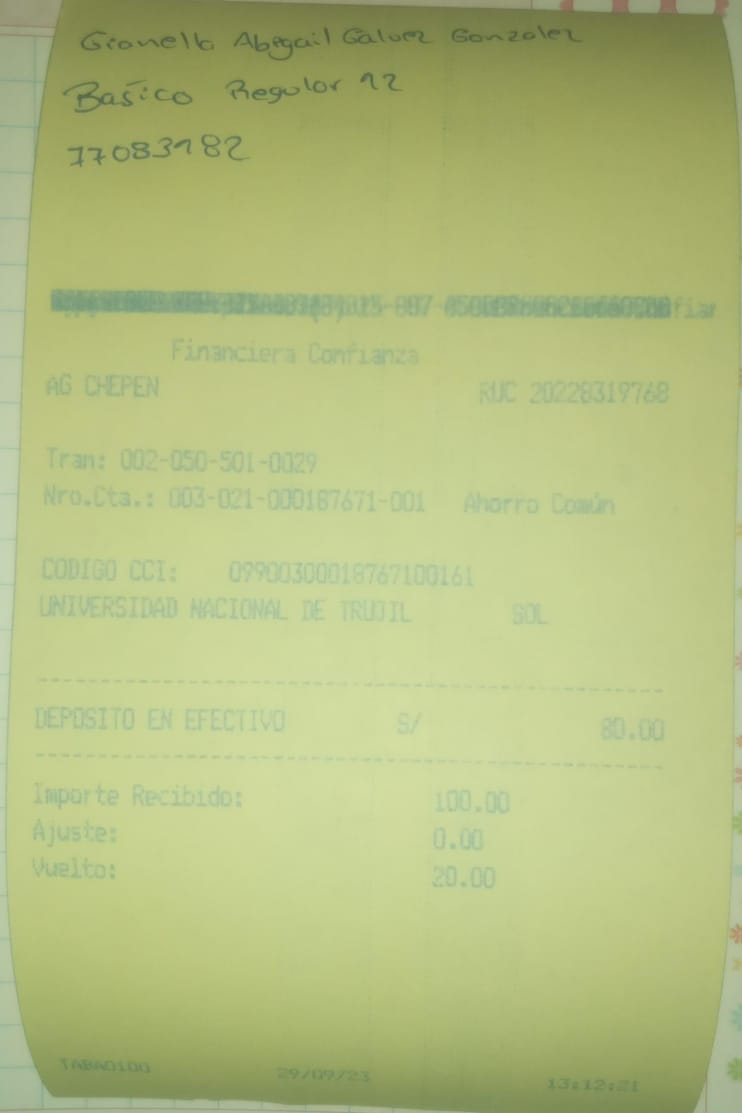 Gianella Abigail Galvez Gonzalez
Basico Regular 12
77083182
Financiera Confianza
AG CHEPEN RUC 20228319768
Tran: 002-050-501-0029
Nro.Cta.: 003-021-000187671-001 Ahorro Común
CODIGO CCI: 09900300018767100161
UNIVERSIDAD NACIONAL DE TRUJIL SOL
DEPOSITO EN EFECTIVO S/ 80.00
Importe Recibido: 100.00
Ajuste: 0.00
Vuelto: 20.00
TABAO100 29/09/23 13:12:21